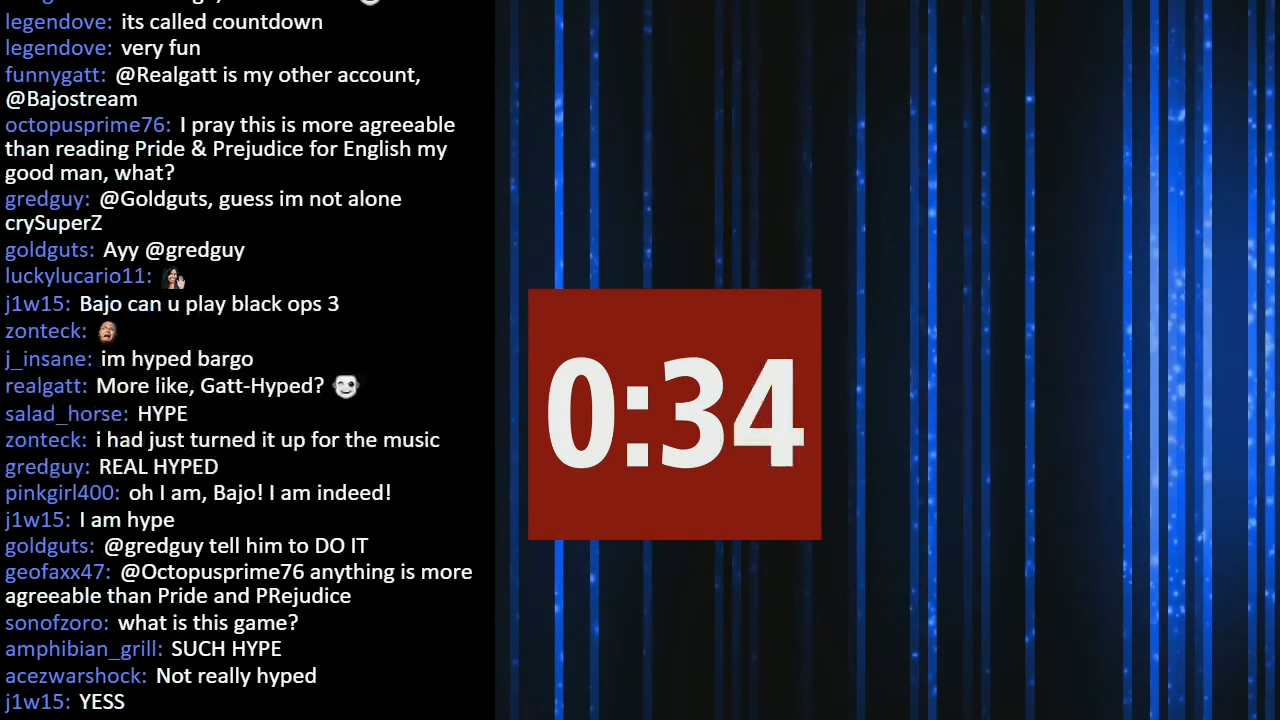 legendove: its called countdown
legendove: very fun
funnygatt: @Realgatt is my other account,
@Bajostream
octopusprime76: I pray this is more agreeable
than reading Pride & Prejudice for English my
good man, what?
gredguy: @Goldguts, guess im not alone
crySuperZ
goldguts: Ayy @gredguy
luckylucario11:
j1w15: Bajo can u play black ops 3
zonteck:
j_insane: im hyped bargo
realgatt: More like, Gatt-Hyped?
salad_horse: HYPE
zonteck: i had just turned it up for the music
gredguy: REAL HYPED
pinkgirl400: oh I am, Bajo! I am indeed!
j1w15: I am hype
goldguts: @gredguy tell him to DO IT
geofaxx47: @Octopusprime76 anything is more
agreeable than Pride and PRejudice
sonofzoro: what is this game?
amphibian_grill: SUCH HYPE
acezwarshock: Not really hyped
j1w15: YESS
0:34